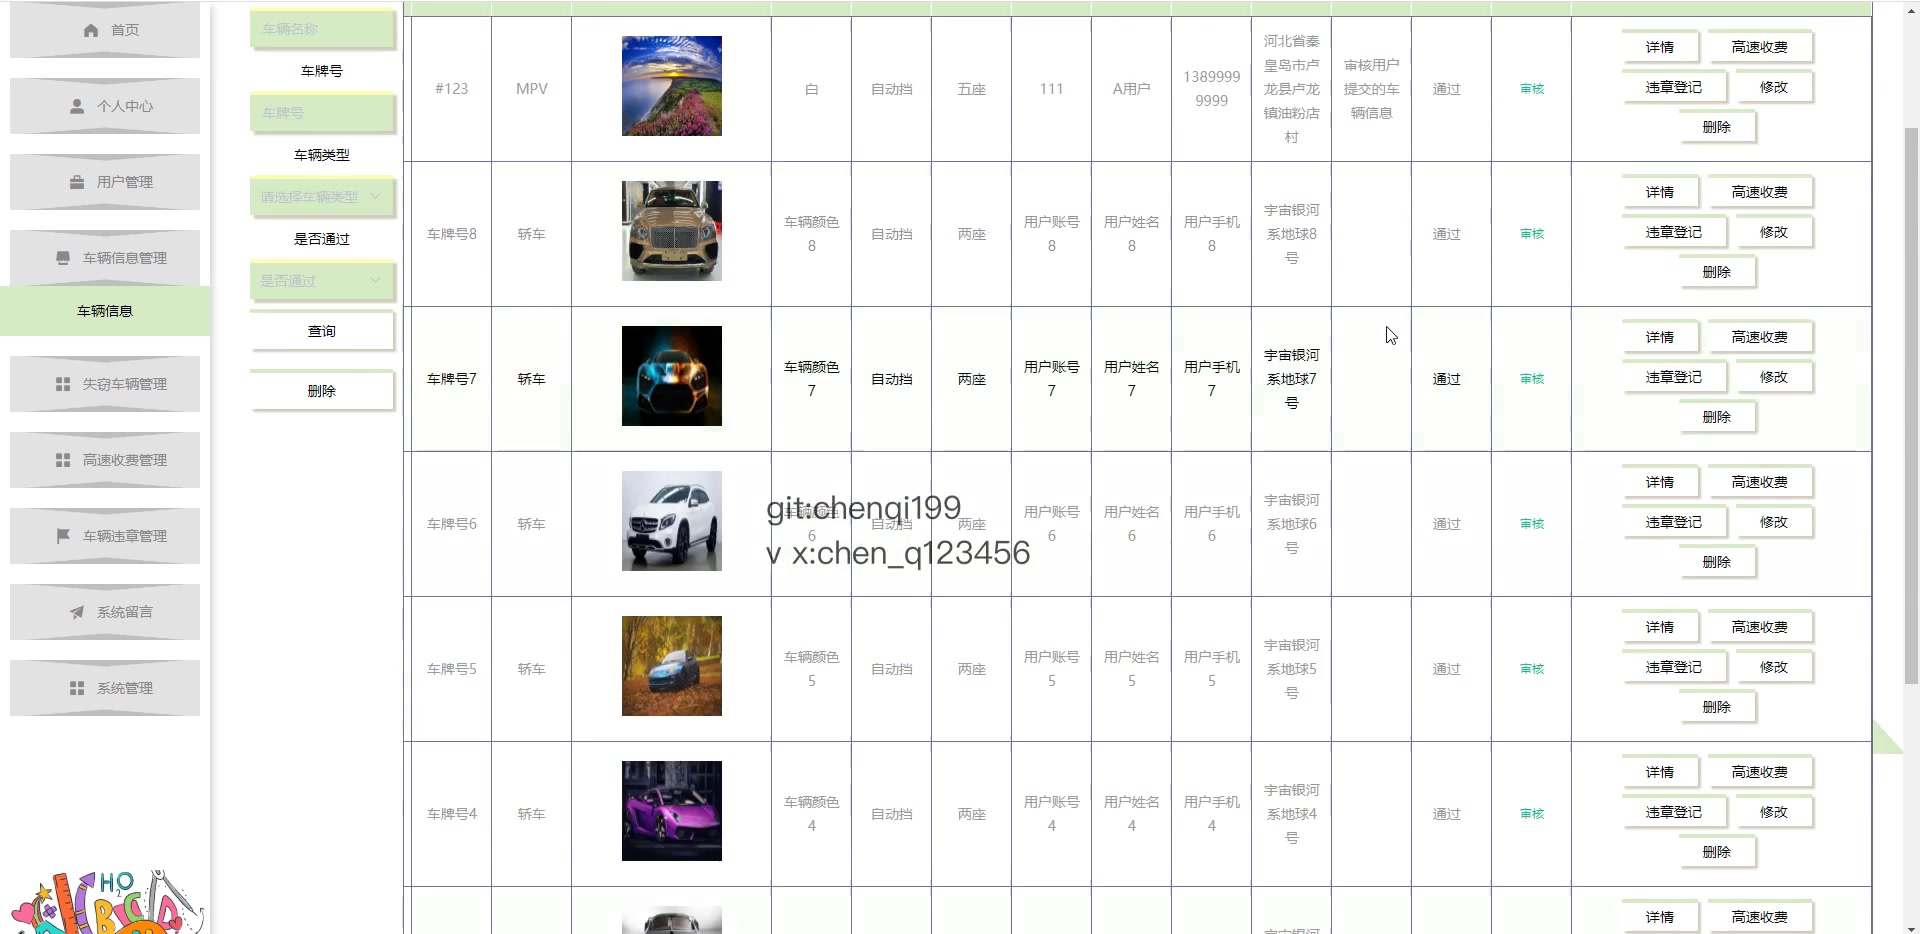 首页
个人中心
用户管理
车辆信息管理
车辆信息
失窃车辆管理
高速收费管理
车辆违章管理
系统留言
系统管理
H2O
车辆名称
车牌号
车牌号
车辆类型
请选择车辆类型
是否通过
是否通过
查询
删除
#123
MPV
白
自动挡
五座
111
A用户
1389999
9999
河北省秦
皇岛市卢
龙县卢龙
镇油粉店
村
审核用户
提交的车
辆信息
通过
审核
详情
高速收费
违章登记
修改
删除
车牌号8
轿车
车辆颜色
8
自动挡
两座
用户账号
8
用户姓名
8
用户手机
8
宇宙银河
系地球8
号
通过
审核
详情
高速收费
违章登记
修改
删除
车牌号7
轿车
车辆颜色
7
自动挡
两座
用户账号
7
用户姓名
7
用户手机
7
宇宙银河
系地球7
号
通过
审核
详情
高速收费
违章登记
修改
删除
车牌号6
轿车
车辆颜色
6
自动挡
两座
用户账号
6
用户姓名
6
用户手机
6
宇宙银河
系地球6
号
通过
审核
详情
高速收费
违章登记
修改
删除
git:chenqi199
v x:chen_q123456
车牌号5
轿车
车辆颜色
5
自动挡
两座
用户账号
5
用户姓名
5
用户手机
5
宇宙银河
系地球5
号
通过
审核
详情
高速收费
违章登记
修改
删除
车牌号4
轿车
车辆颜色
4
自动挡
两座
用户账号
4
用户姓名
4
用户手机
4
宇宙银河
系地球4
号
通过
审核
详情
高速收费
违章登记
修改
删除
宇宙银河
详情
高速收费